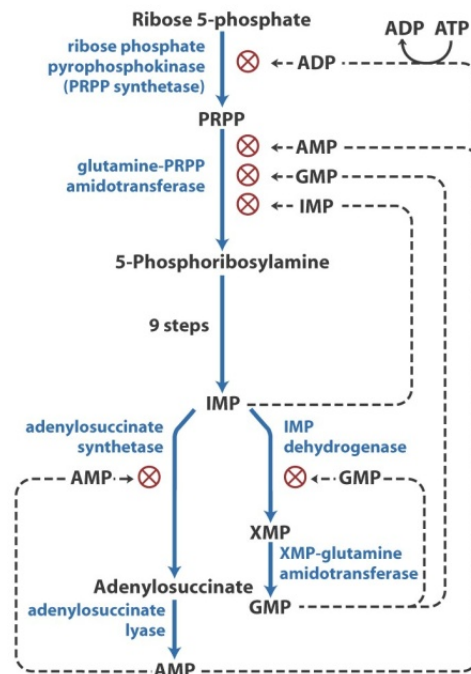 Ribose 5-phosphate
ADP ATP
ribose phosphate
pyrophosphokinase
(PRPP synthetase)
ADP
PRPP
AMP
glutamine-PRPP
amidotransferase
GMP
IMP
5-Phosphoribosylamine
9 steps
IMP
adenylosuccinate
synthetase
IMP
dehydrogenase
AMP
GMP
XMP
XMP-glutamine
amidotransferase
Adenylosuccinate
GMP
adenylosuccinate
lyase
AMP